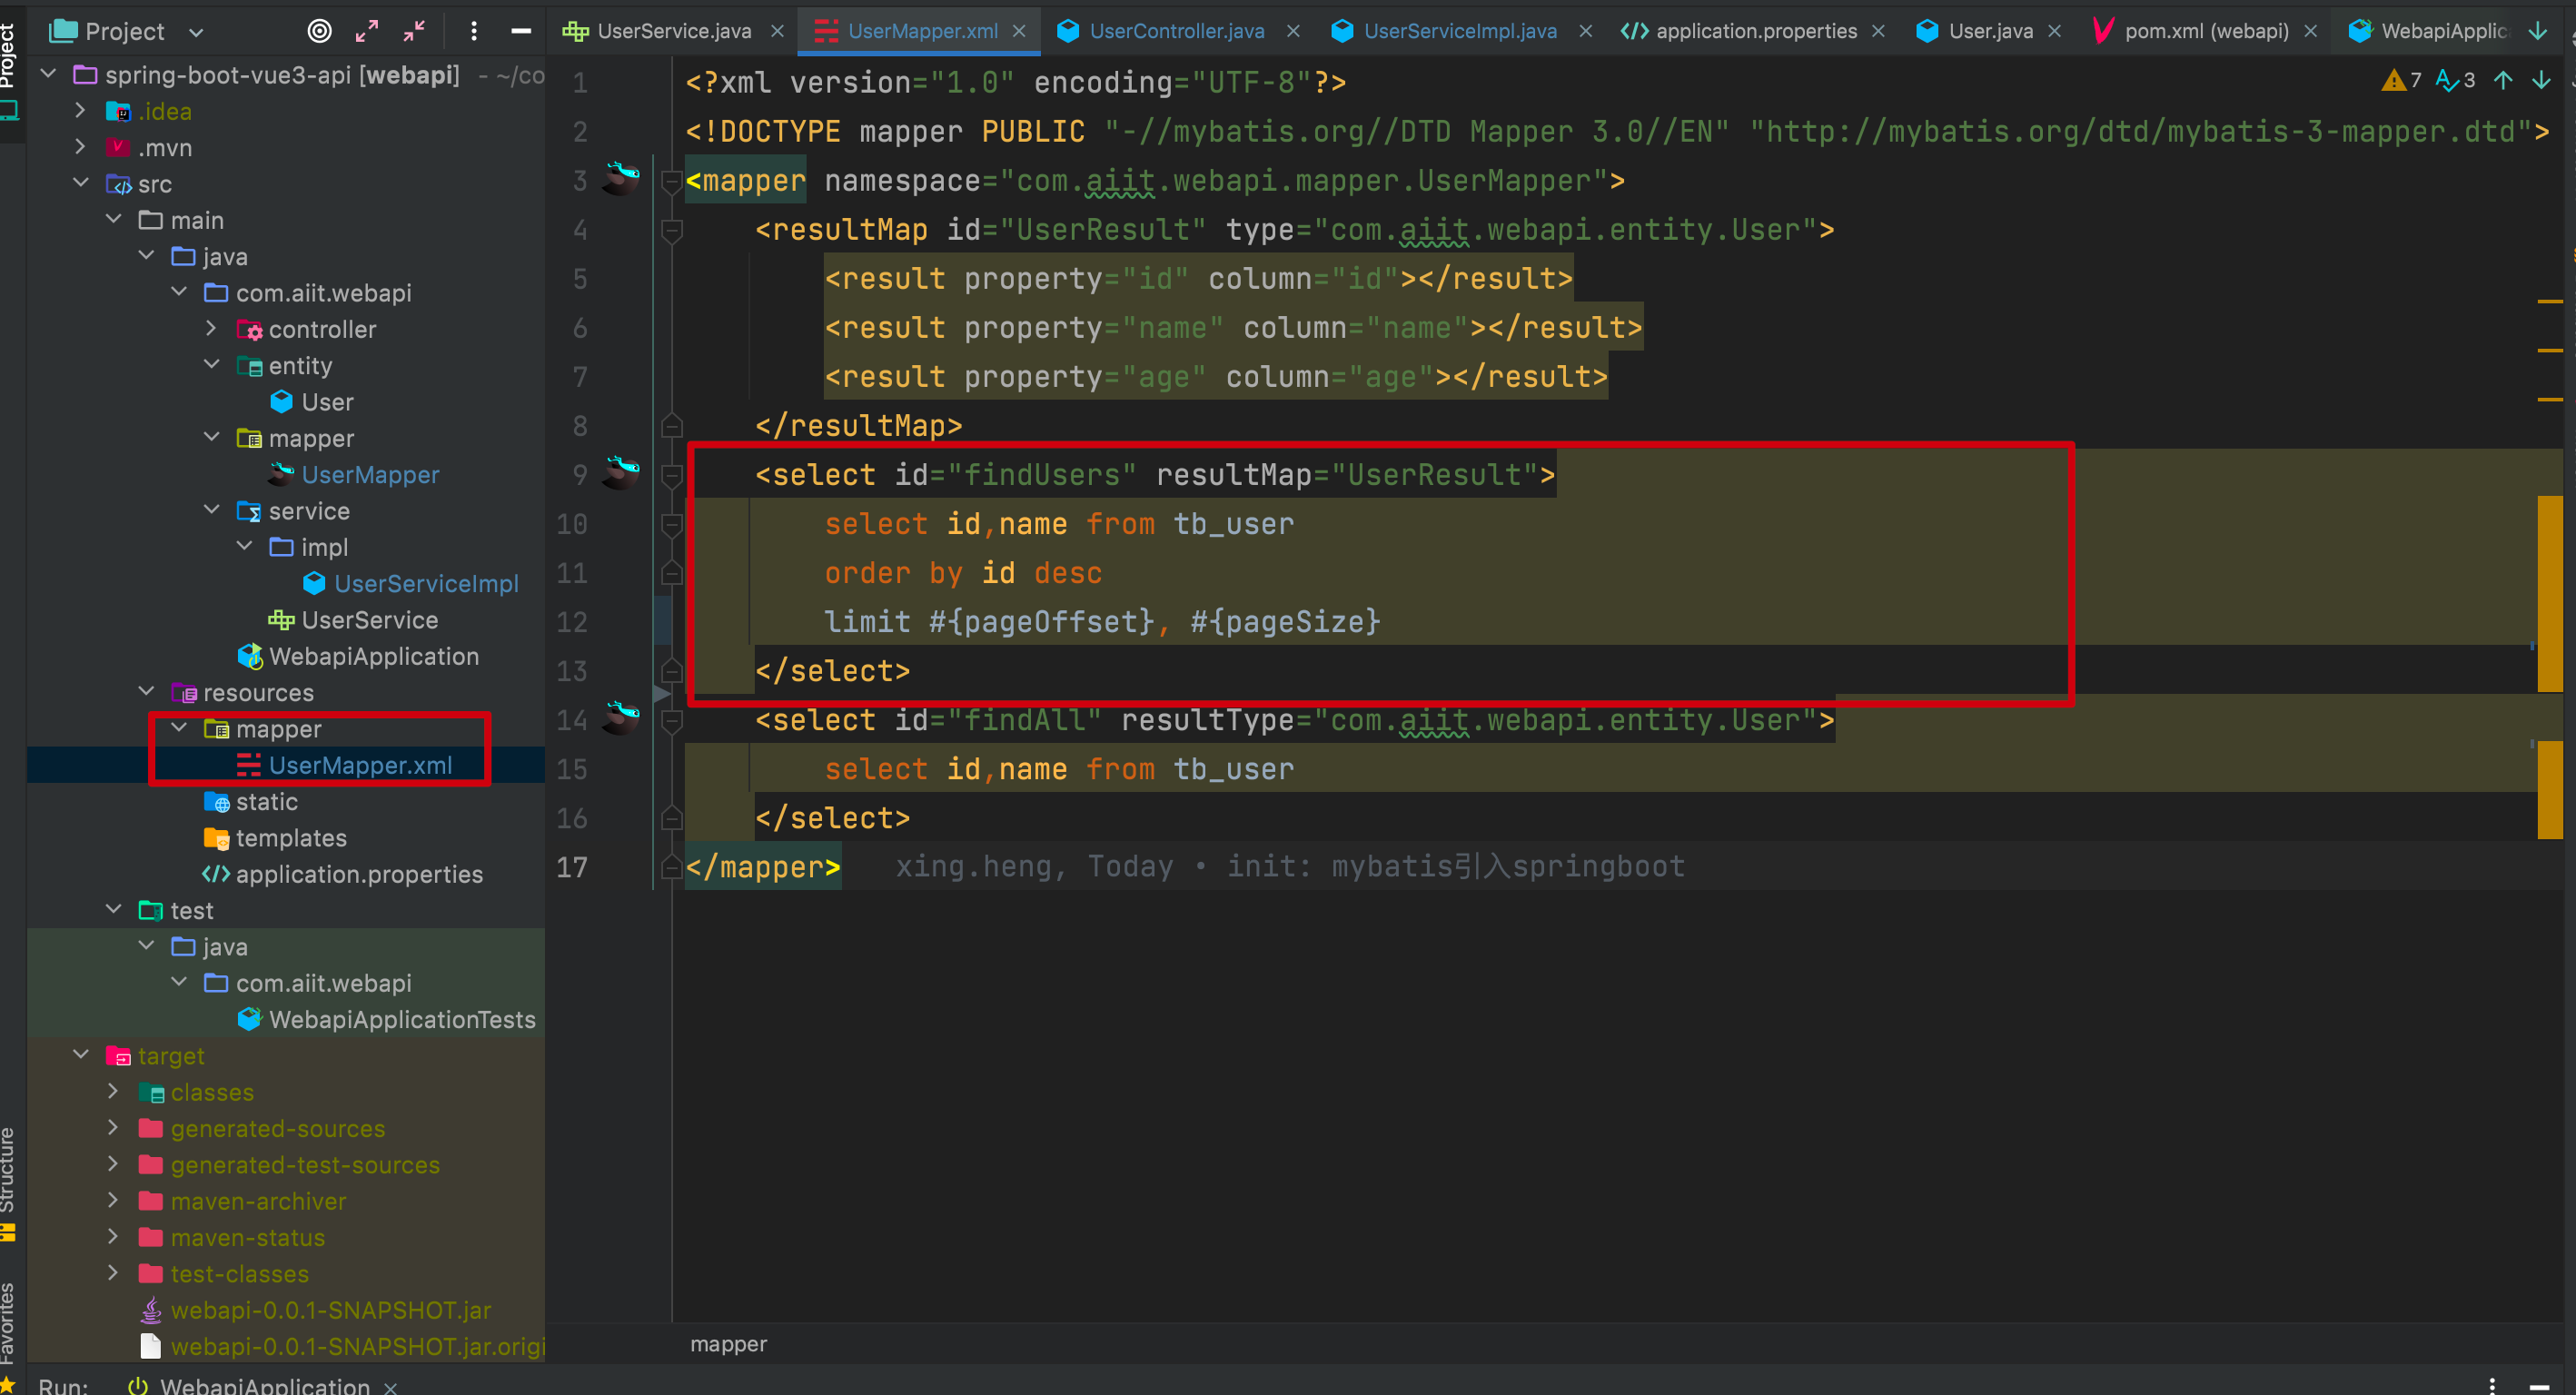 Project
UserService.java
UserMapper.xml
UserController.java
UserServiceImpl.java
application.properties
User.java
pom.xml (webapi)
Project
spring-boot-vue3-api [webapi] - ~/co
.idea
.mvn
src
main
java
com.aiit.webapi
controller
entity
User
mapper
UserMapper
service
impl
UserServiceImpl
UserService
WebapiApplication
resources
mapper
UserMapper.xml
static
templates
application.properties
test
java
com.aiit.webapi
WebapiApplicationTests
target
classes
generated-sources
generated-test-sources
maven-archiver
maven-status
test-classes
webapi-0.0.1-SNAPSHOT.jar
webapi-0.0.1-SNAPSHOT.jar.origi
Structure
Favorites
7 3
1 <?xml version="1.0" encoding="UTF-8"?>
2 <!DOCTYPE mapper PUBLIC "-//mybatis.org//DTD Mapper 3.0//EN" "http://mybatis.org/dtd/mybatis-3-mapper.dtd">
3 <mapper namespace="com.aiit.webapi.mapper.UserMapper">
4 <resultMap id="UserResult" type="com.aiit.webapi.entity.User">
5 <result property="id" column="id"></result>
6 <result property="name" column="name"></result>
7 <result property="age" column="age"></result>
8 </resultMap>
9 <select id="findUsers" resultMap="UserResult">
10 select id,name from tb_user
11 order by id desc
12 limit #{pageOffset}, #{pageSize}
13 </select>
14 <select id="findAll" resultType="com.aiit.webapi.entity.User">
15 select id,name from tb_user
16 </select>
17 </mapper> xing.heng, Today • init: mybatis引入springboot
mapper
Run: WebapiApplication